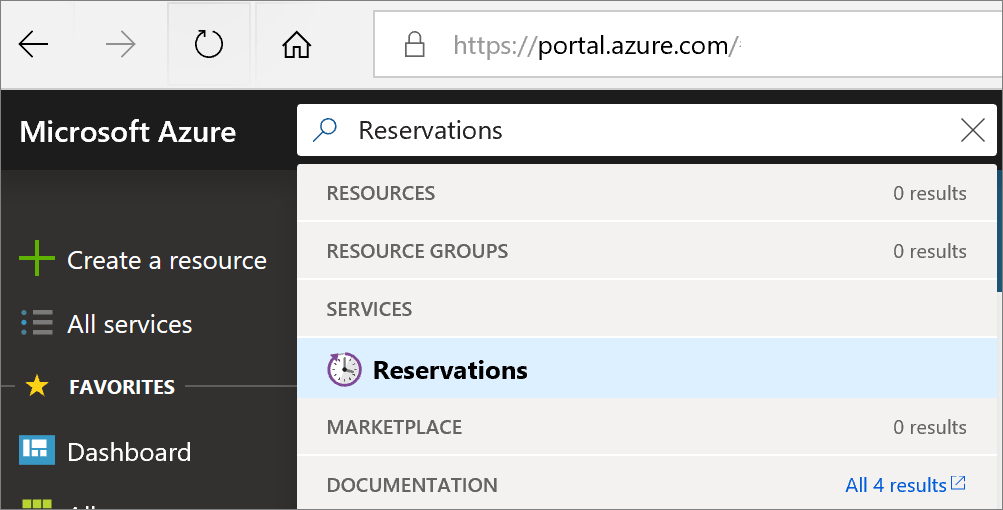 https://portal.azure.com/
Microsoft Azure
Reservations
RESOURCES 0 results
Create a resource
RESOURCE GROUPS 0 results
All services
SERVICES
FAVORITES
Reservations
Dashboard
MARKETPLACE 0 results
DOCUMENTATION All 4 results